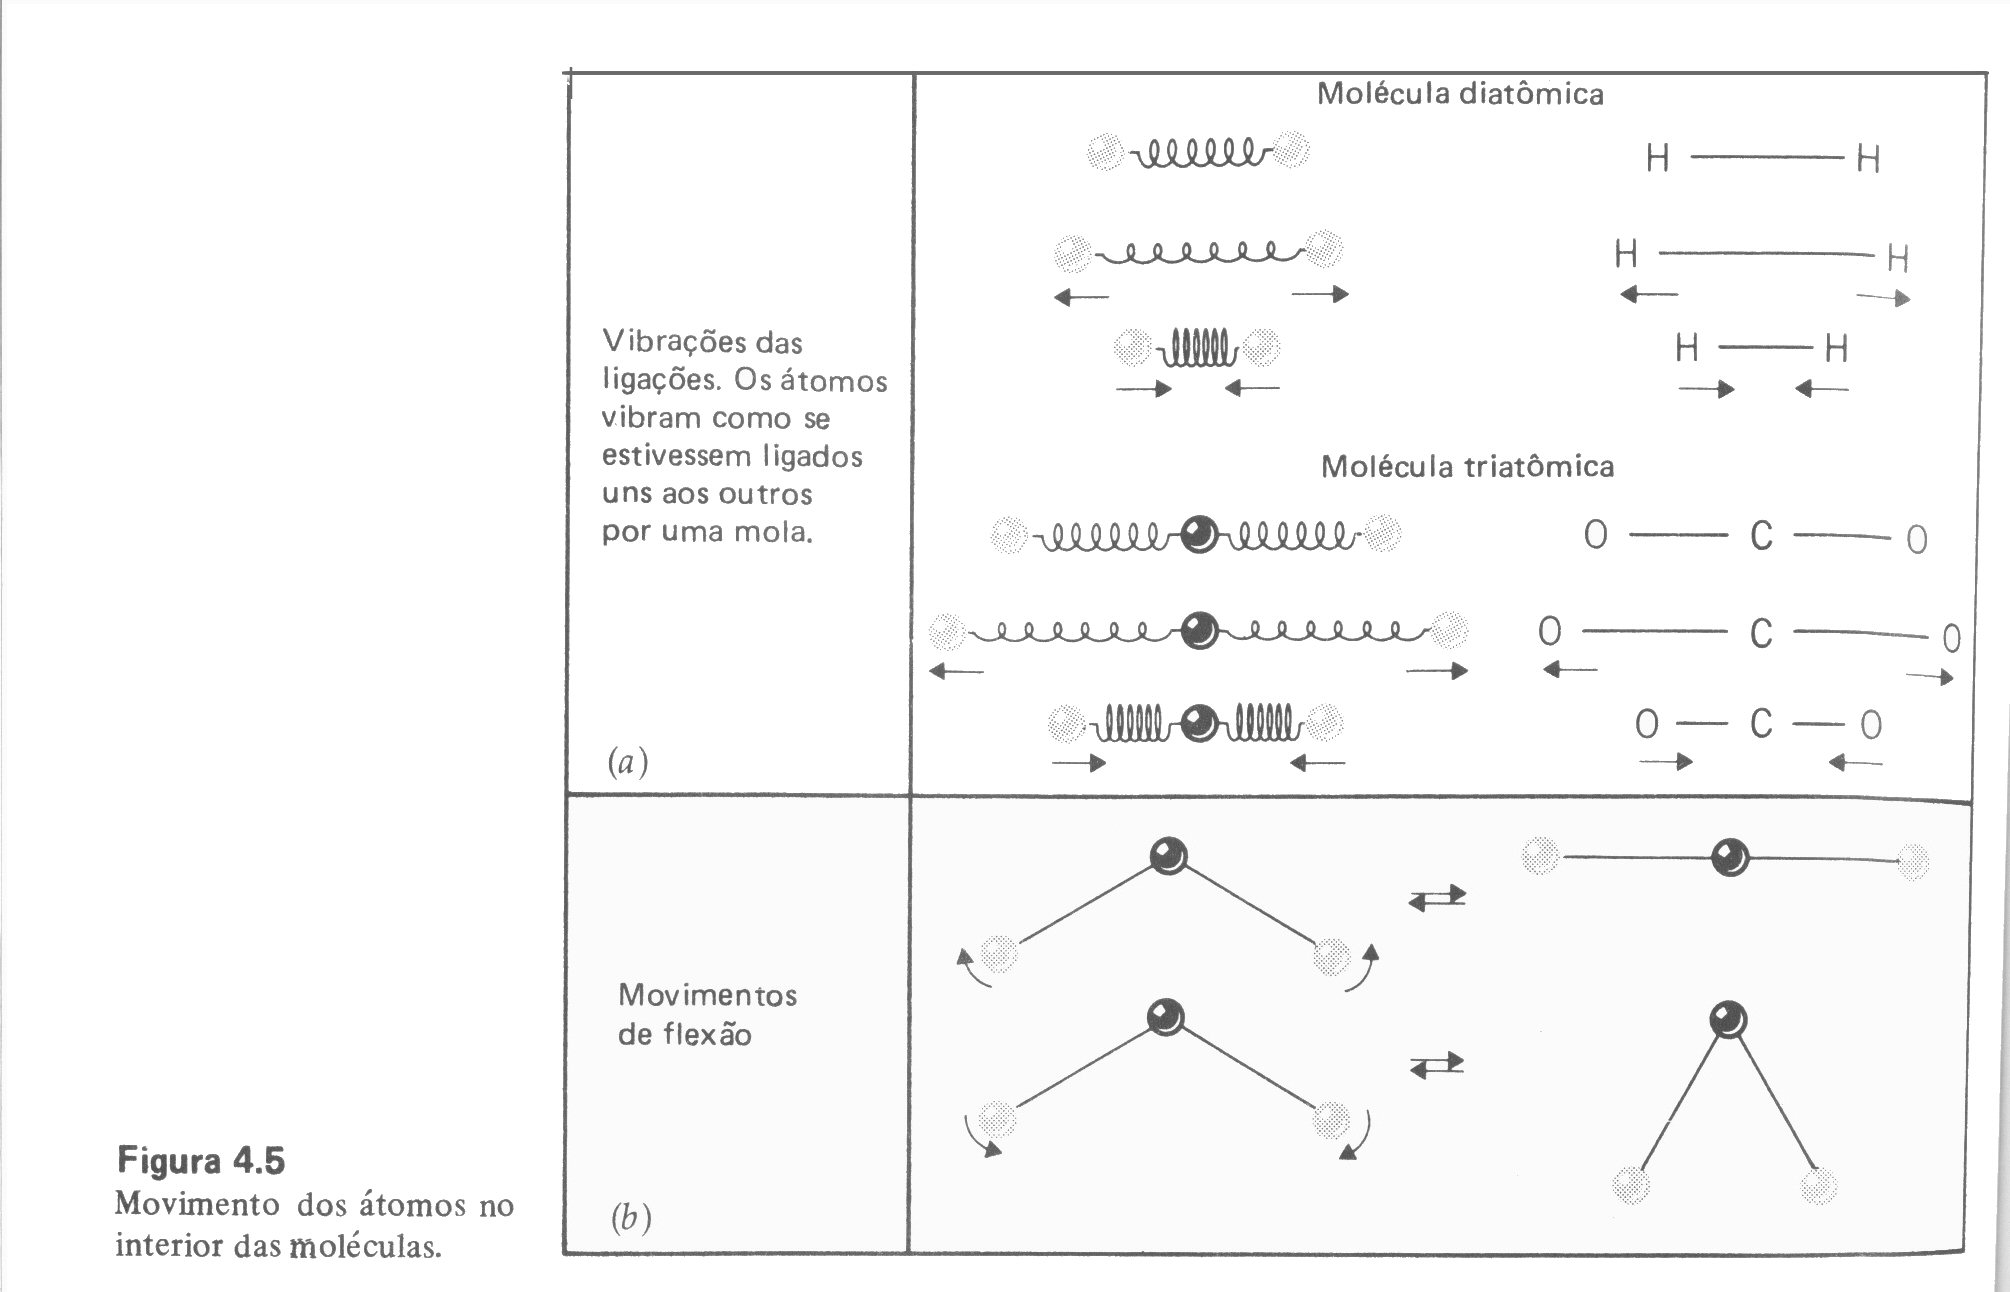 Molécula diatômica
H H
H H
H H
Vibrações das
ligações. Os átomos
vibram como se
estivessem ligados
uns aos outros
por uma mola.
Molécula triatômica
O C O
O C O
O C O
(a)
Movimentos
de flexão
(b)
Figura 4.5
Movimento dos átomos no
interior das moléculas.